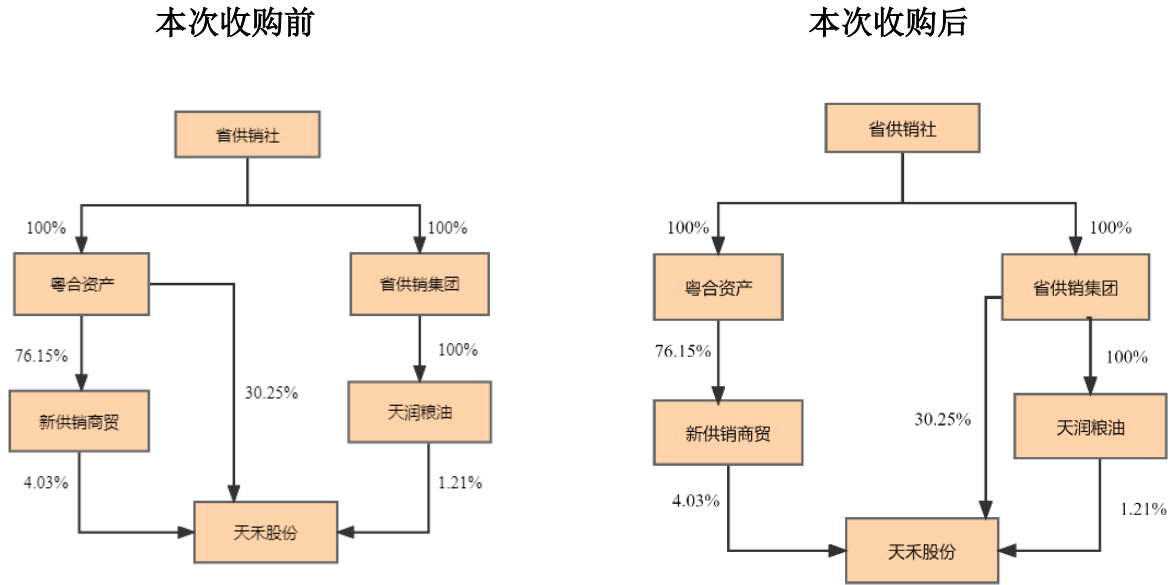 本次收购前
省供销社
100%
100%
粤合资产
省供销集团
76.15%
100%
30.25%
新供销商贸
天润粮油
4.03%
1.21%
天禾股份
本次收购后
省供销社
100%
100%
粤合资产
省供销集团
76.15%
100%
30.25%
新供销商贸
天润粮油
4.03%
1.21%
天禾股份